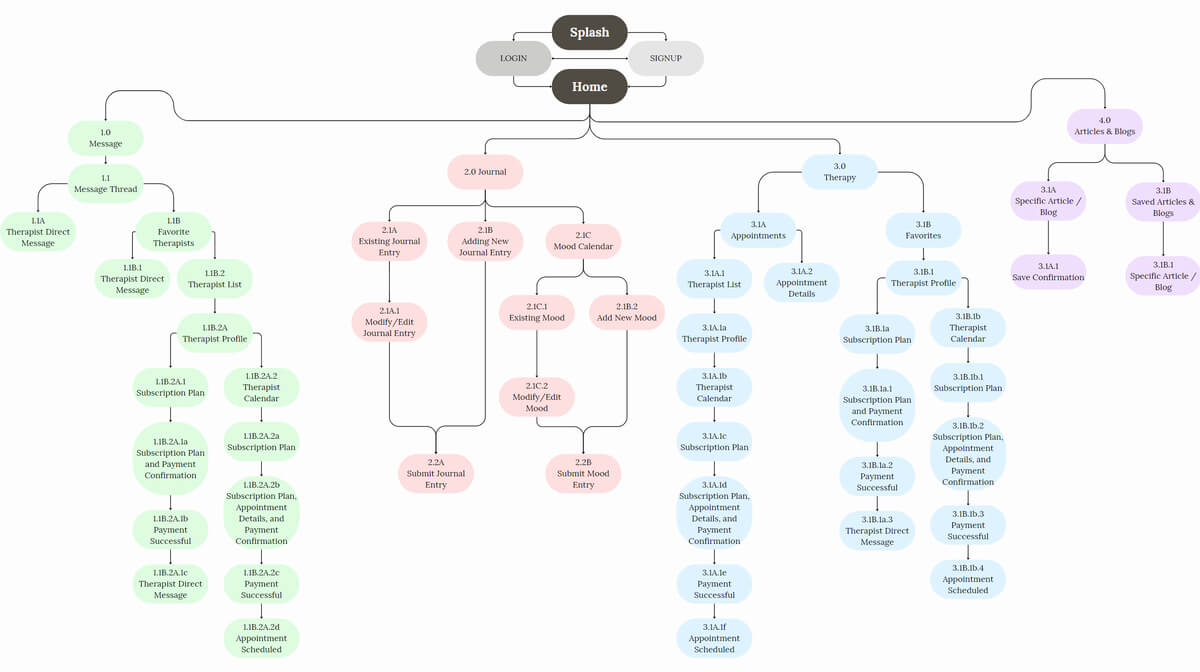 Splash
LOGIN
SIGNUP
Home
1.0
Message
1.1
Message Thread
1.1A
Therapist Direct
Message
1.1B
Favorite
Therapists
1.1B.1
Therapist Direct
Message
1.1B.2
Therapist List
1.1B.2A
Therapist Profile
1.1B.2A.1
Subscription Plan
1.1B.2A.1a
Subscription Plan
and Payment
Confirmation
1.1B.2A.1b
Payment
Successful
1.1B.2A.1c
Therapist Direct
Message
1.1B.2A.2
Therapist
Calendar
1.1B.2A.2a
Subscription Plan
1.1B.2A.2b
Subscription Plan,
Appointment
Details, and
Payment
Confirmation
1.1B.2A.2c
Payment
Successful
1.1B.2A.2d
Appointment
Scheduled
2.0 Journal
2.1A
Existing Journal
Entry
2.1B
Adding New
Journal Entry
2.1C
Mood Calendar
2.1A.1
Modify/Edit
Journal Entry
2.1C.1
Existing Mood
2.1B.2
Add New Mood
2.1C.2
Modify/Edit
Mood
2.2A
Submit Journal
Entry
2.2B
Submit Mood
Entry
3.0
Therapy
3.1A
Appointments
3.1A.1
Therapist List
3.1A.2
Appointment
Details
3.1A.1a
Therapist Profile
3.1A.1b
Therapist
Calendar
3.1A.1c
Subscription Plan
3.1A.1d
Subscription Plan,
Appointment
Details, and
Payment
Confirmation
3.1A.1e
Payment
Successful
3.1A.1f
Appointment
Scheduled
3.1B
Favorites
3.1B.1
Therapist Profile
3.1B.1a
Subscription Plan
3.1B.1a.1
Subscription Plan
and Payment
Confirmation
3.1B.1a.2
Payment
Successful
3.1B.1a.3
Therapist Direct
Message
3.1B.1b
Therapist
Calendar
3.1B.1b.1
Subscription Plan
3.1B.1b.2
Subscription Plan,
Appointment
Details, and
Payment
Confirmation
3.1B.1b.3
Payment
Successful
3.1B.1b.4
Appointment
Scheduled
4.0
Articles & Blogs
3.1A
Specific Article /
Blog
3.1A.1
Save Confirmation
3.1B
Saved Articles &
Blogs
3.1B.1
Specific Article /
Blog